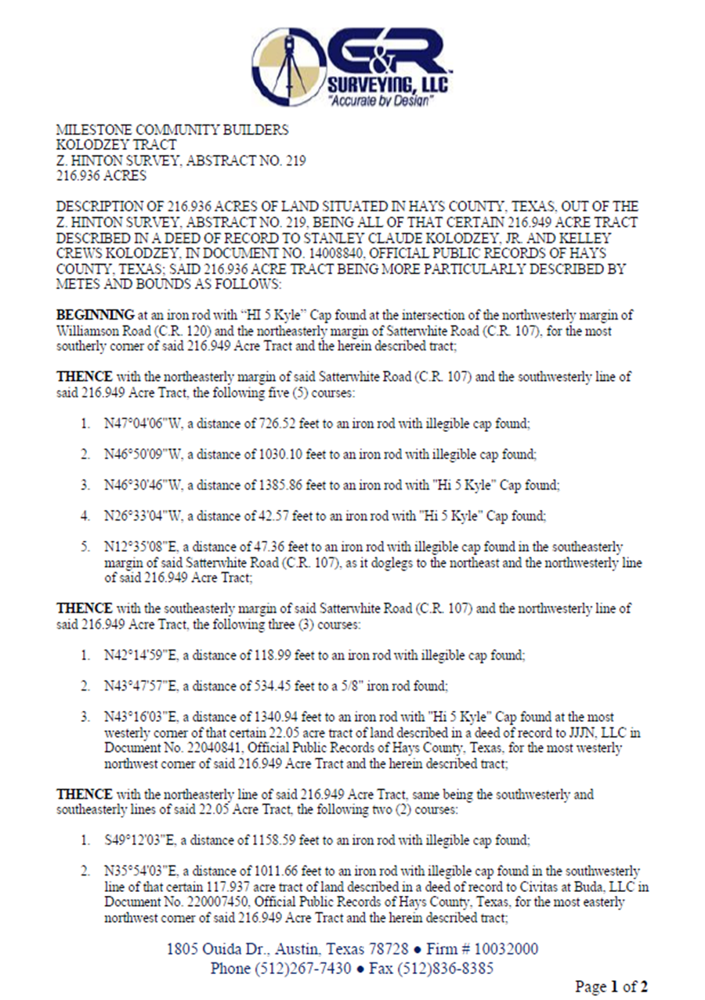 G&R
SURVEYING, LLC™
"Accurate by Design"
MILESTONE COMMUNITY BUILDERS
KOLODZEY TRACT
Z. HINTON SURVEY, ABSTRACT NO. 219
216.936 ACRES
DESCRIPTION OF 216.936 ACRES OF LAND SITUATED IN HAYS COUNTY, TEXAS, OUT OF THE
Z. HINTON SURVEY, ABSTRACT NO. 219, BEING ALL OF THAT CERTAIN 216.949 ACRE TRACT
DESCRIBED IN A DEED OF RECORD TO STANLEY CLAUDE KOLODZEY, JR. AND KELLEY
CREWS KOLODZEY, IN DOCUMENT NO. 14008840, OFFICIAL PUBLIC RECORDS OF HAYS
COUNTY, TEXAS; SAID 216.936 ACRE TRACT BEING MORE PARTICULARLY DESCRIBED BY
METES AND BOUNDS AS FOLLOWS:
BEGINNING at an iron rod with “HI 5 Kyle” Cap found at the intersection of the northwesterly margin of
Williamson Road (C.R. 120) and the northeasterly margin of Satterwhite Road (C.R. 107), for the most
southerly corner of said 216.949 Acre Tract and the herein described tract;
THENCE with the northeasterly margin of said Satterwhite Road (C.R. 107) and the southwesterly line of
said 216.949 Acre Tract, the following five (5) courses:
1. N47°04'06"W, a distance of 726.52 feet to an iron rod with illegible cap found;
2. N46°50'09"W, a distance of 1030.10 feet to an iron rod with illegible cap found;
3. N46°30'46"W, a distance of 1385.86 feet to an iron rod with "Hi 5 Kyle" Cap found;
4. N26°33'04"W, a distance of 42.57 feet to an iron rod with "Hi 5 Kyle" Cap found;
5. N12°35'08"E, a distance of 47.36 feet to an iron rod with illegible cap found in the southeasterly
margin of said Satterwhite Road (C.R. 107), as it doglegs to the northeast and the northwesterly line
of said 216.949 Acre Tract;
THENCE with the southeasterly margin of said Satterwhite Road (C.R. 107) and the northwesterly line of
said 216.949 Acre Tract, the following three (3) courses:
1. N42°14'59"E, a distance of 118.99 feet to an iron rod with illegible cap found;
2. N43°47'57"E, a distance of 534.45 feet to a 5/8" iron rod found;
3. N43°16'03"E, a distance of 1340.94 feet to an iron rod with "Hi 5 Kyle" Cap found at the most
westerly corner of that certain 22.05 acre tract of land described in a deed of record to JJJN, LLC in
Document No. 22040841, Official Public Records of Hays County, Texas, for the most westerly
northwest corner of said 216.949 Acre Tract and the herein described tract;
THENCE with the northeasterly line of said 216.949 Acre Tract, same being the southwesterly and
southeasterly lines of said 22.05 Acre Tract, the following two (2) courses:
1. S49°12'03"E, a distance of 1158.59 feet to an iron rod with illegible cap found;
2. N35°54'03"E, a distance of 1011.66 feet to an iron rod with illegible cap found in the southwesterly
line of that certain 117.937 acre tract of land described in a deed of record to Civitas at Buda, LLC in
Document No. 220007450, Official Public Records of Hays County, Texas, for the most easterly
northwest corner of said 216.949 Acre Tract and the herein described tract;
1805 Ouida Dr., Austin, Texas 78728 ● Firm # 10032000
Phone (512)267-7430 ● Fax (512)836-8385
Page 1 of 2